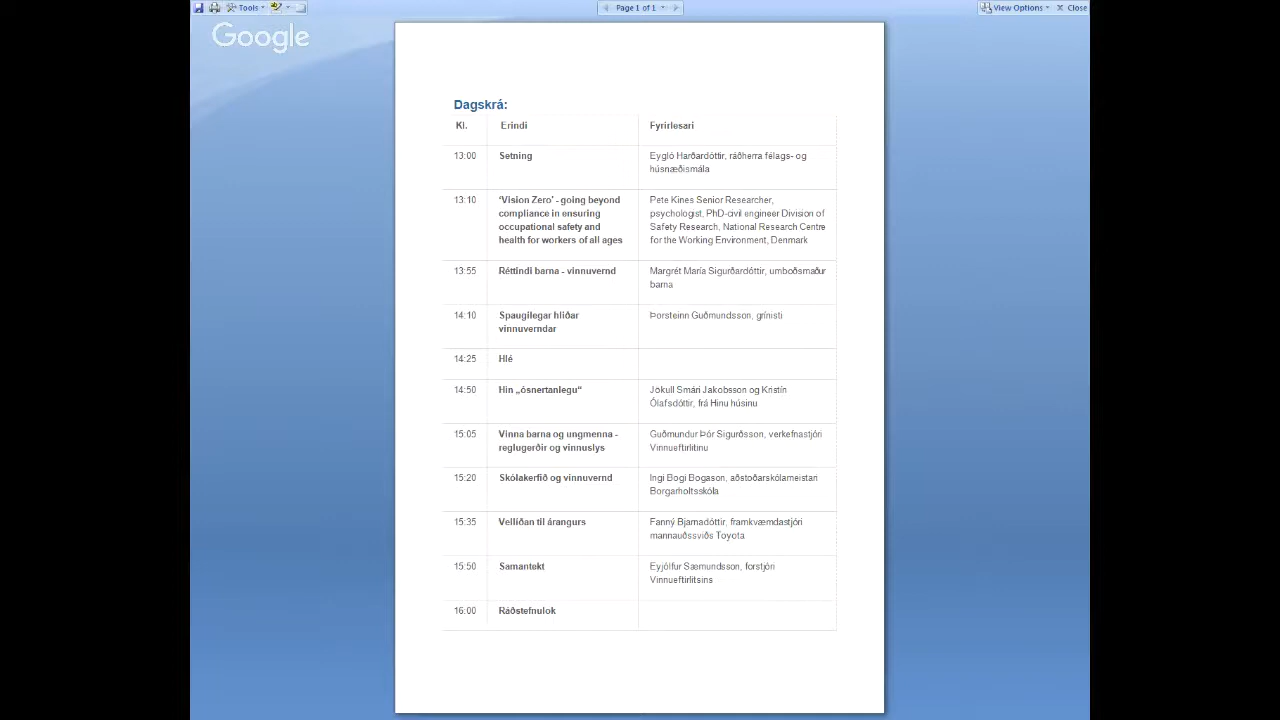 Tools
Page 1 of 1
View Options
Close
Google
Dagskrá:
Kl.
Erindi
Fyrirlesari
13:00
Setning
Eygló Harðardóttir, ráðherra félags- og
húsnæðismála
13:10
‘Vision Zero’ - going beyond
compliance in ensuring
occupational safety and
health for workers of all ages
Pete Kines Senior Researcher,
psychologist, PhD-civil engineer Division of
Safety Research, National Research Centre
for the Working Environment, Denmark
13:55
Réttindi barna - vinnuvernd
Margrét María Sigurðardóttir, umboðsmaður
barna
14:10
Spaugilegar hliðar
vinnuverndar
Þorsteinn Guðmundsson, grínisti
14:25
Hlé
14:50
Hin „ósnertanlegu“
Jökull Smári Jakobsson og Kristín
Ólafsdóttir, frá Hinu húsinu
15:05
Vinna barna og ungmenna -
reglugerðir og vinnuslys
Guðmundur Þór Sigurðsson, verkefnastjóri
Vinnueftirlitinu
15:20
Skólakerfið og vinnuvernd
Ingi Bogi Bogason, aðstoðarskólameistari
Borgarholtsskóla
15:35
Vellíðan til árangurs
Fanný Bjarnadóttir, framkvæmdastjóri
mannauðssviðs Toyota
15:50
Samantekt
Eyjólfur Sæmundsson, forstjóri
Vinnueftirlitsins
16:00
Ráðstefnulok